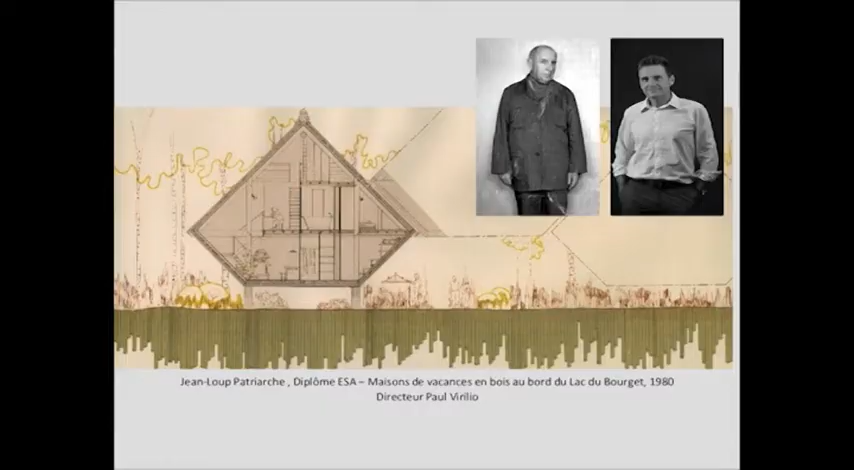 Jean-Loup Patriarche , Diplôme ESA – Maisons de vacances en bois au bord du Lac du Bourget, 1980
Directeur Paul Virilio